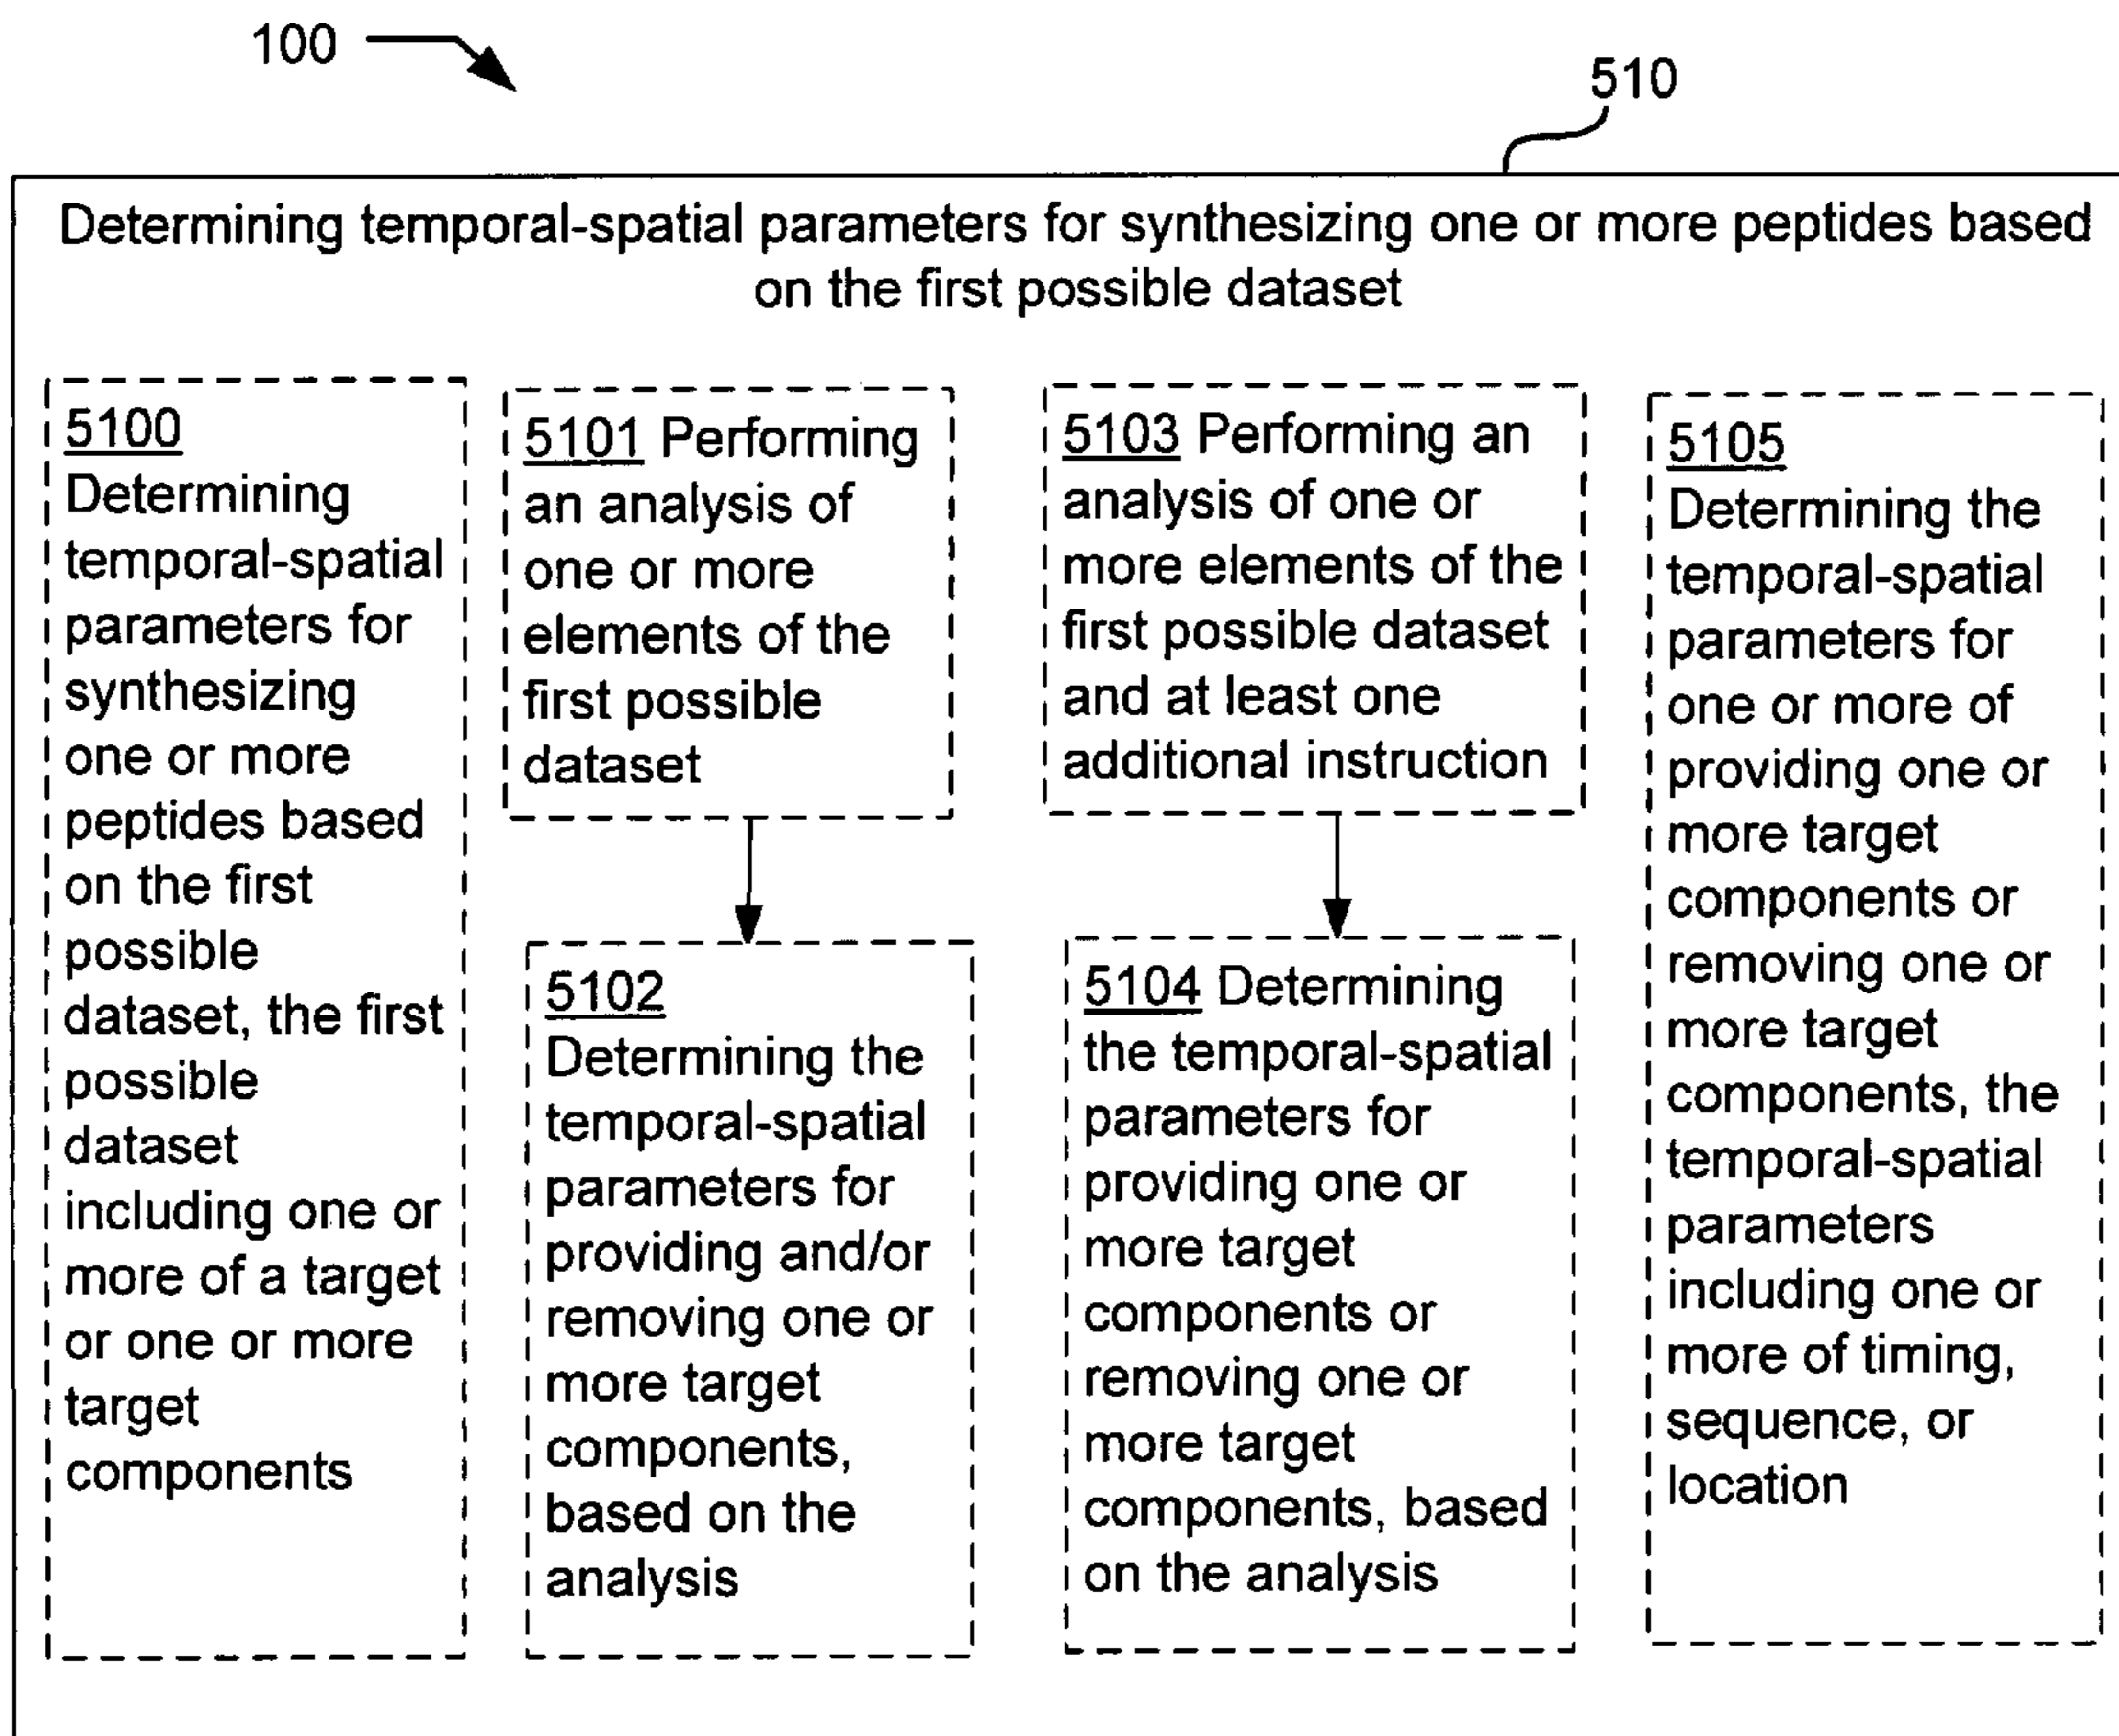 100
510
Determining temporal-spatial parameters for synthesizing one or more peptides based
on the first possible dataset
5100
Determining
temporal-spatial
parameters for
synthesizing
one or more
peptides based
on the first
possible
dataset, the first
possible
dataset
including one or
more of a target
or one or more
target
components
5101 Performing
an analysis of
one or more
elements of the
first possible
dataset
5102
Determining the
temporal-spatial
parameters for
providing and/or
removing one or
more target
components,
based on the
analysis
5103 Performing an
analysis of one or
more elements of the
first possible dataset
and at least one
additional instruction
5104 Determining
the temporal-spatial
parameters for
providing one or
more target
components or
removing one or
more target
components, based
on the analysis
5105
Determining the
temporal-spatial
parameters for
one or more of
providing one or
more target
components or
removing one or
more target
components, the
temporal-spatial
parameters
including one or
more of timing,
sequence, or
location